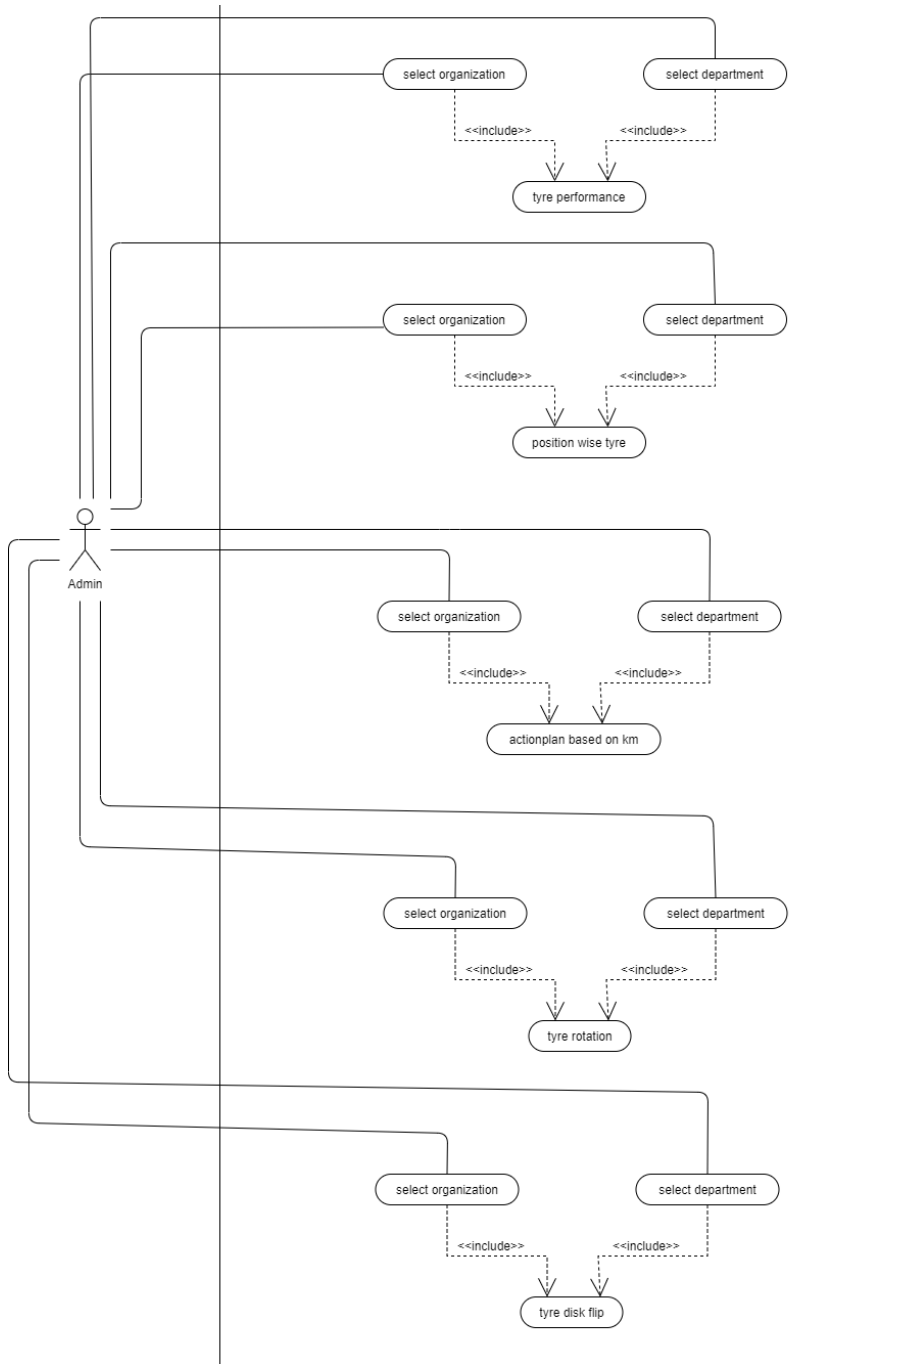 select organization
select department
<<include>>
<<include>>
tyre performance
select organization
select department
<<include>>
<<include>>
position wise tyre
Admin
select organization
select department
<<include>>
<<include>>
actionplan based on km
select organization
select department
<<include>>
<<include>>
tyre rotation
select organization
select department
<<include>>
<<include>>
tyre disk flip